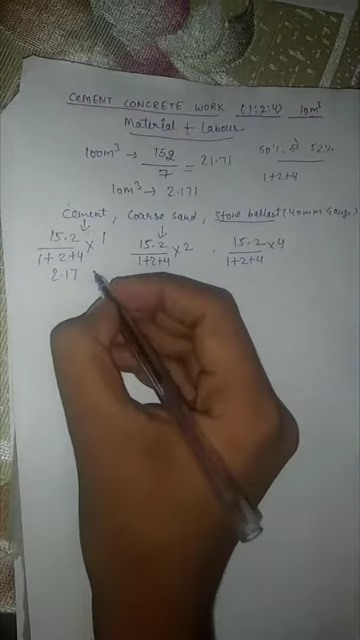 CEMENT CONCRETE WORK (1:2:4) 10m³
Material + Labour
100m³ → 152/7 = 21.71 50% to 52%
1+2+4
10m³ → 2.171
Cement, Coarse sand, Stone ballast (40mm Gauge)
15.2/1+2+4 × 1 15.2/1+2+4 × 2 . 15.2/1+2+4 × 4
2.17